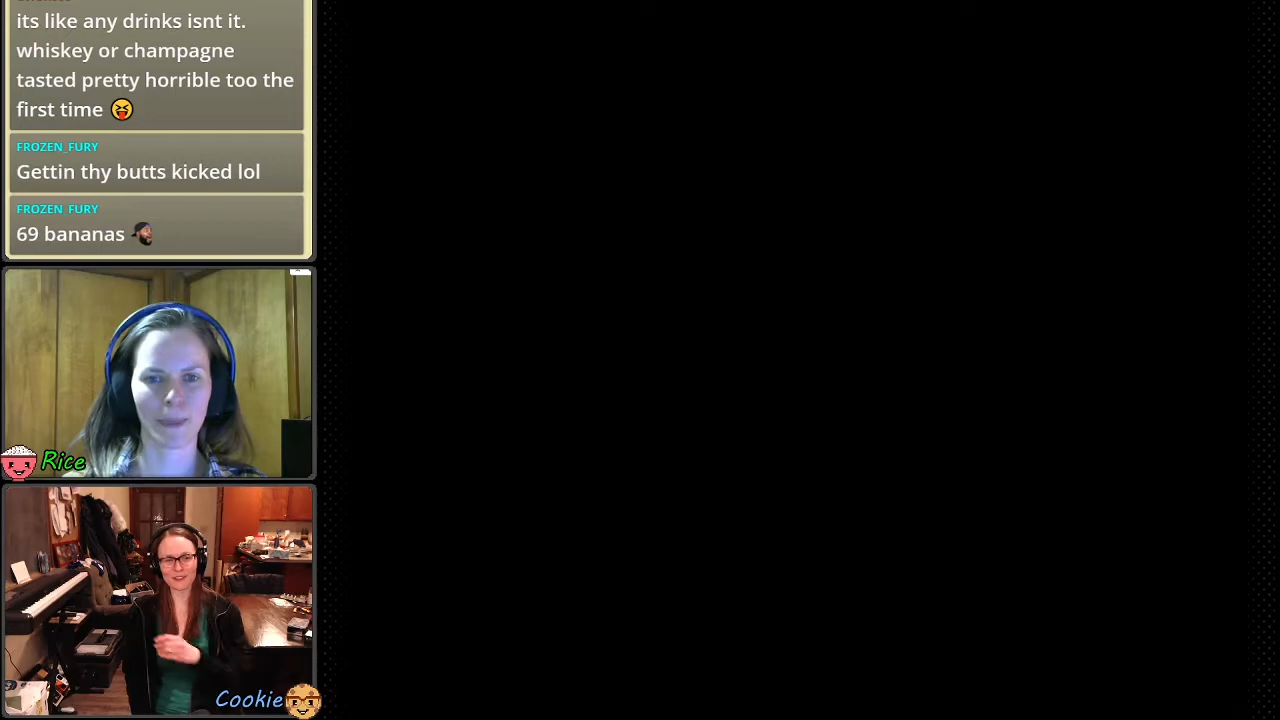 its like any drinks isnt it.
whiskey or champagne
tasted pretty horrible too the
first time
FROZEN_FURY
Gettin thy butts kicked lol
FROZEN_FURY
69 bananas
Rice
Cookie